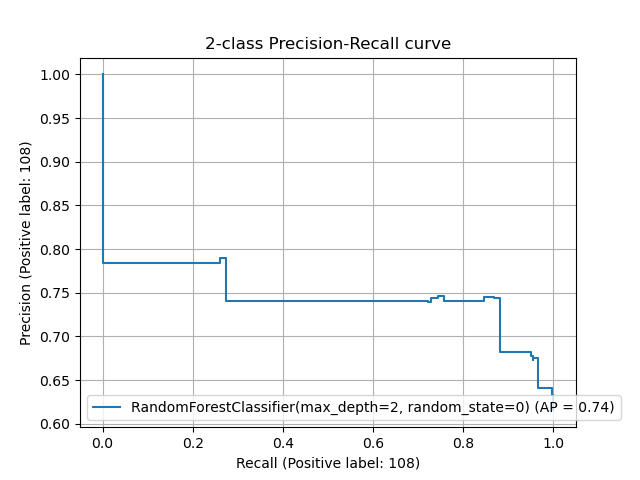 2-class Precision-Recall curve
Precision (Positive label: 108)
1.00
0.95
0.90
0.85
0.80
0.75
0.70
0.65
0.60
RandomForestClassifier(max_depth=2, random_state=0) (AP = 0.74)
0.0 0.2 0.4 0.6 0.8 1.0
Recall (Positive label: 108)